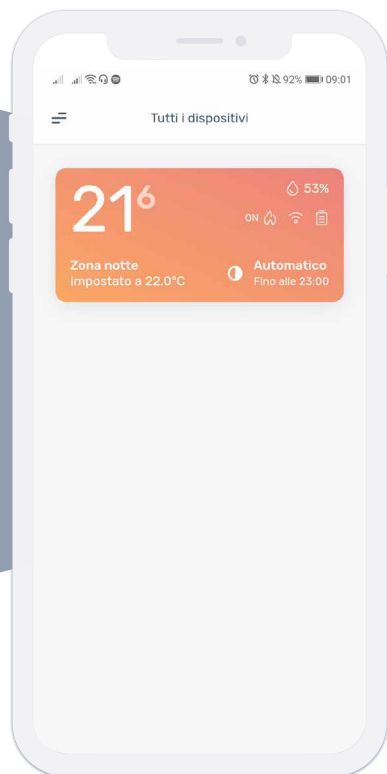 92% 09:01
Tutti i dispositivi
21⁶
53%
ON
Zona notte
Impostato a 22.0°C
Automatico
Fino alle 23:00